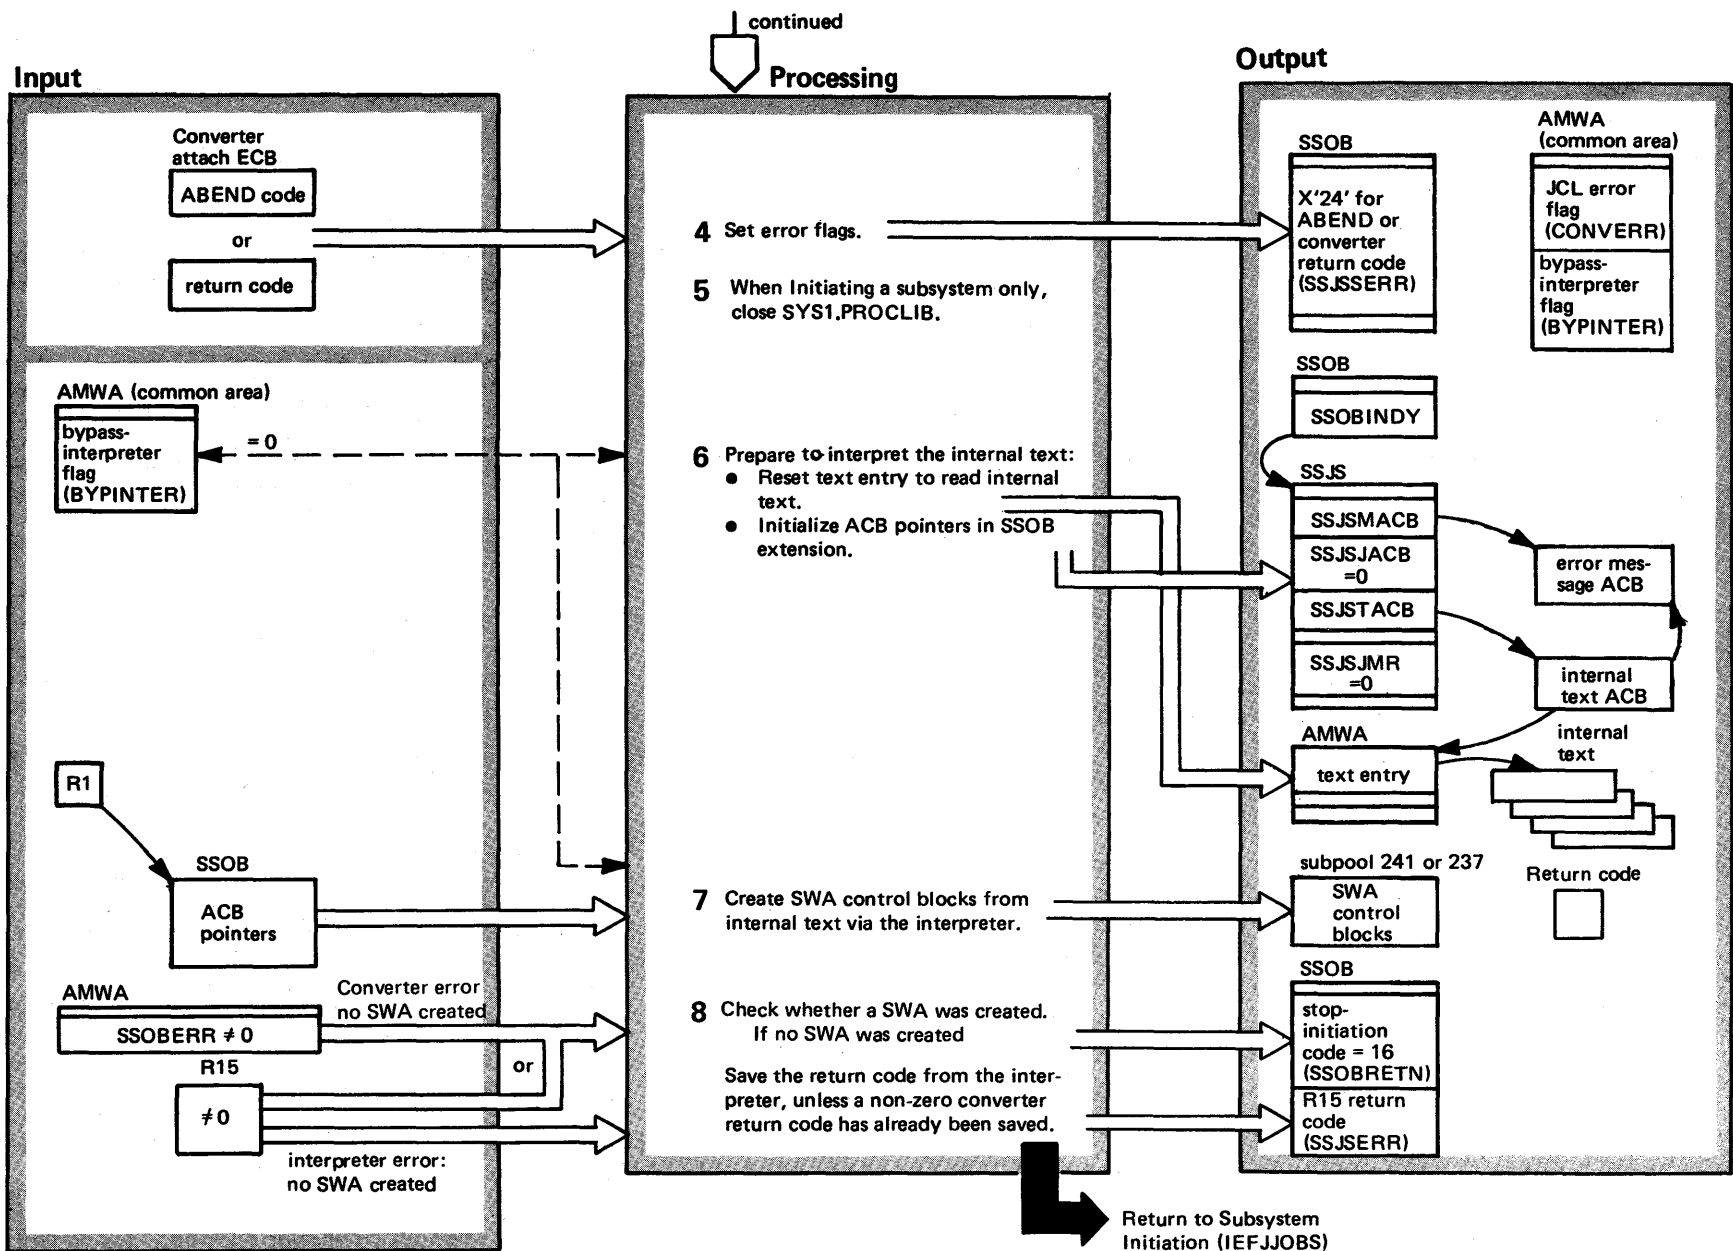 continued
Input
Processing
Output
Converter
attach ECB
ABEND code
or
return code
4 Set error flags.
5 When Initiating a subsystem only,
close SYS1.PROCLIB.
SSOB
X'24' for
ABEND or
converter
return code
(SSJSSERR)
AMWA
(common area)
JCL error
flag
(CONVERR)
bypass-
interpreter
flag
(BYPINTER)
AMWA (common area)
bypass-
interpreter
flag
(BYPINTER)
= 0
6 Prepare to interpret the internal text:
● Reset text entry to read internal
text.
● Initialize ACB pointers in SSOB
extension.
SSOB
SSOBINDY
SSJS
SSJSMACB
SSJSJACB
=0
SSJSTACB
SSJSJMR
=0
error mes-
sage ACB
internal
text ACB
AMWA
text entry
internal
text
R1
SSOB
ACB
pointers
7 Create SWA control blocks from
internal text via the interpreter.
subpool 241 or 237
SWA
control
blocks
Return code
AMWA
SSOBERR ≠ 0
Converter error
no SWA created
R15
≠ 0
or
interpreter error:
no SWA created
8 Check whether a SWA was created.
If no SWA was created
Save the return code from the inter-
preter, unless a non-zero converter
return code has already been saved.
SSOB
stop-
initiation
code = 16
(SSOBRETN)
R15 return
code
(SSJSERR)
Return to Subsystem
Initiation (IEFJJOBS)